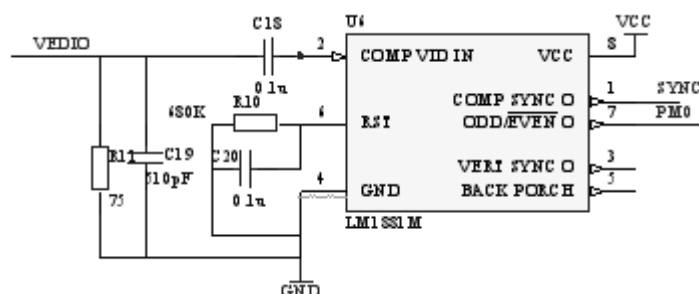 C18
U6
VCC
VEDIO
2
COMP VID IN
VCC
8
0.1u
COMP SYNC O
1
SYNC
680K
R10
6
RST
ODD/EVEN O
7
PM0
R11
C19
C20
VERT SYNC O
3
510pF
4
GND
BACK PORCH
5
75
0.1u
LM1SS1M
GND